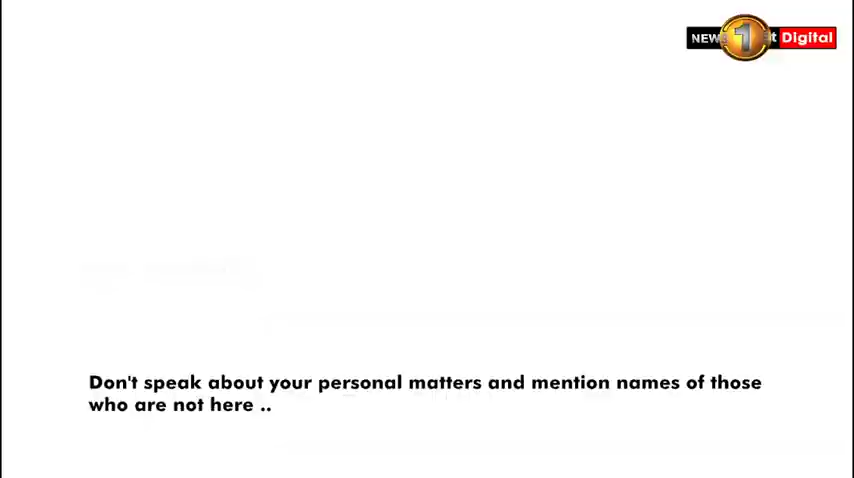 NEWS 1st Digital
Don't speak about your personal matters and mention names of those
who are not here ..